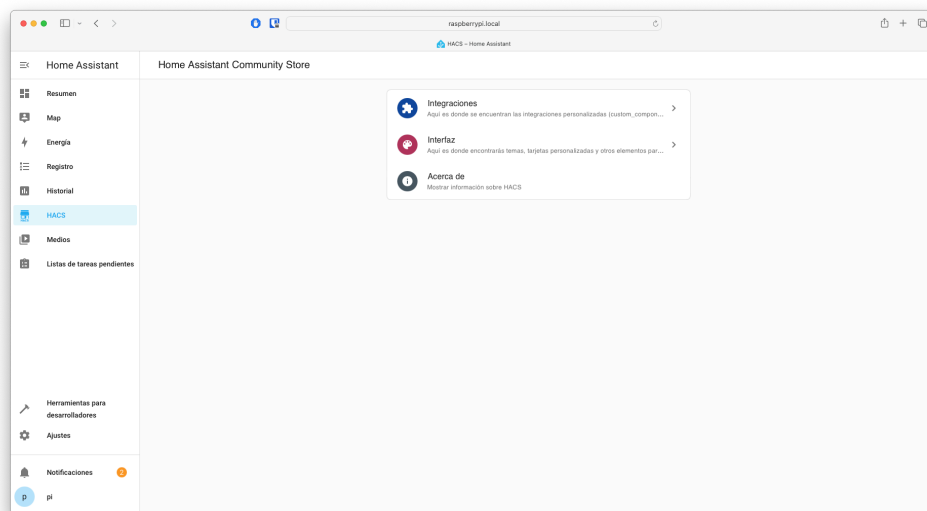 raspberrypi.local
HACS – Home Assistant
Home Assistant
Home Assistant Community Store
Resumen
Map
Energía
Registro
Historial
HACS
Medios
Listas de tareas pendientes
Integraciones
Aquí es donde se encuentran las integraciones personalizadas (custom_compon...
Interfaz
Aquí es donde encontrarás temas, tarjetas personalizadas y otros elementos par...
Acerca de
Mostrar información sobre HACS
Herramientas para
desarrolladores
Ajustes
Notificaciones 2
p pi